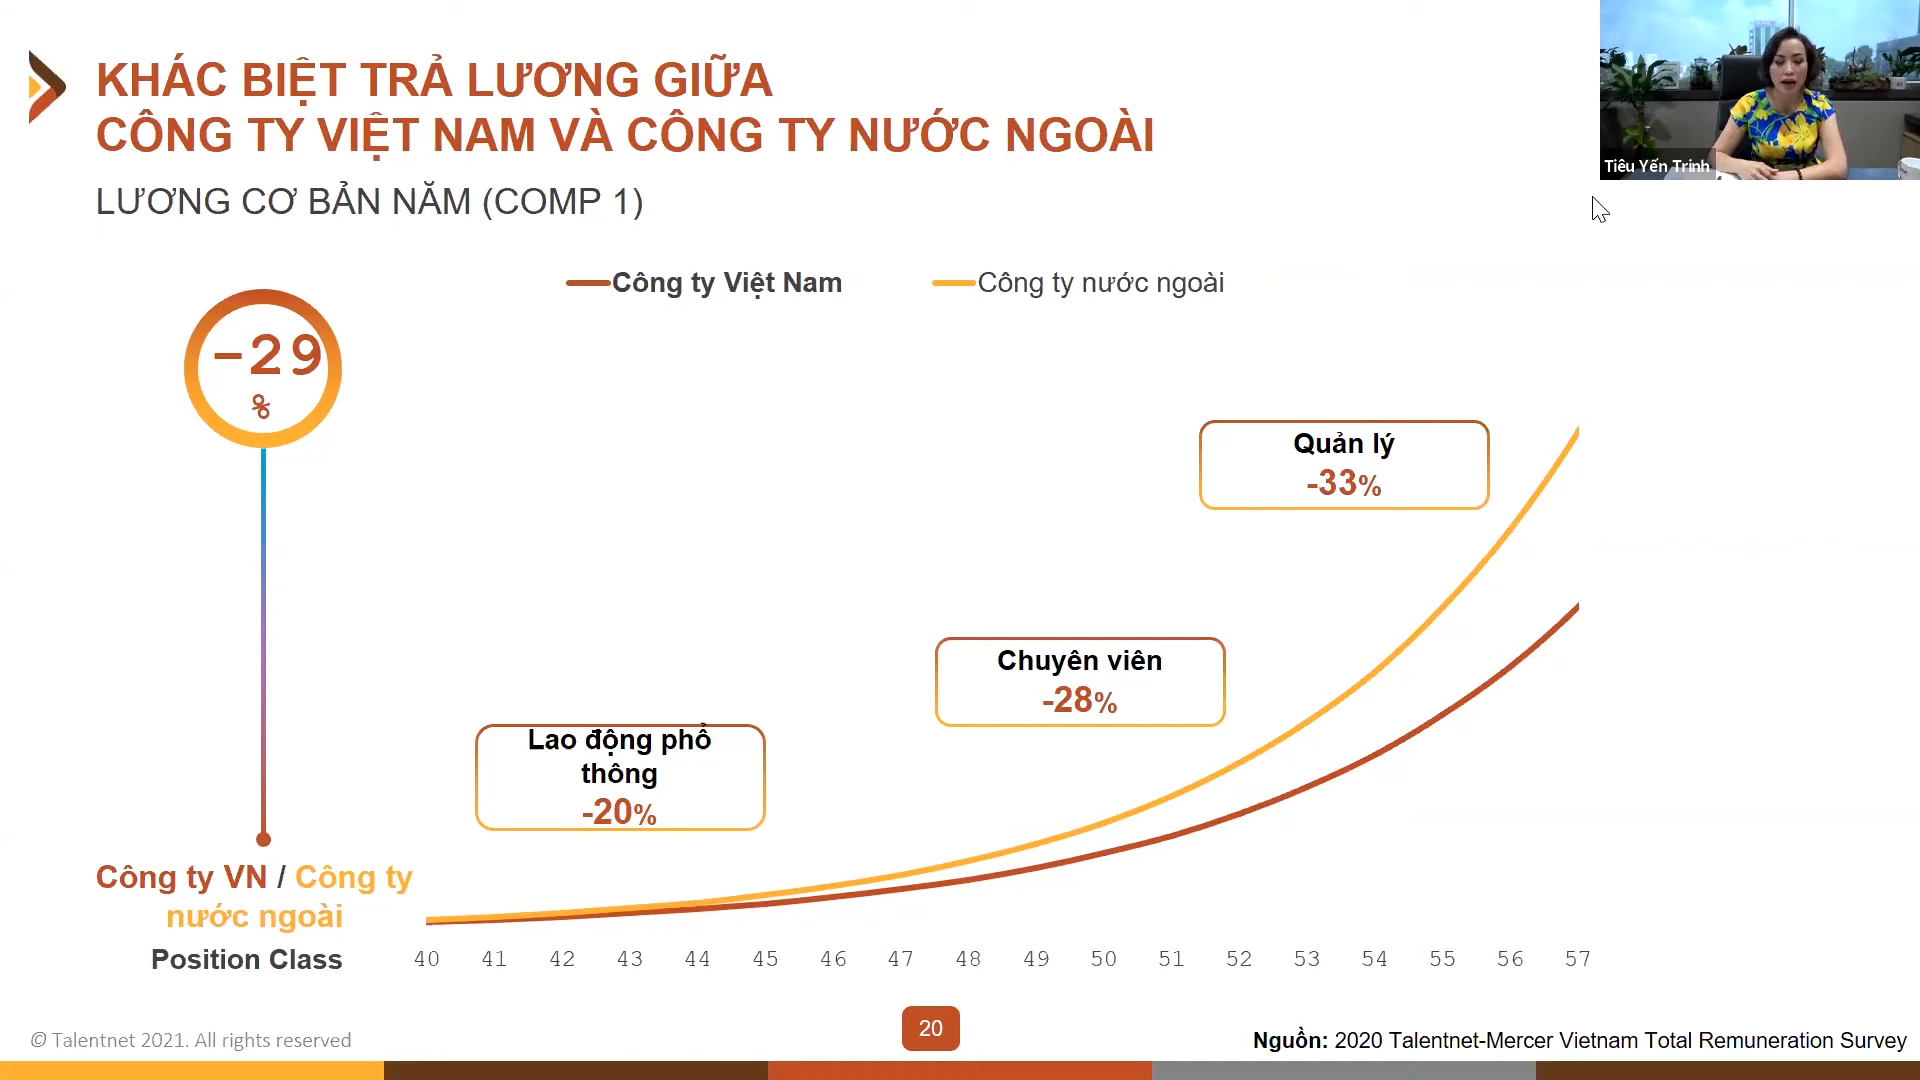 KHÁC BIỆT TRẢ LƯƠNG GIỮA
CÔNG TY VIỆT NAM VÀ CÔNG TY NƯỚC NGOÀI
LƯƠNG CƠ BẢN NĂM (COMP 1)
Tiêu Yến Trinh
Công ty Việt Nam
Công ty nước ngoài
-29
%
Quản lý
-33%
Chuyên viên
-28%
Lao động phổ
thông
-20%
Công ty VN / Công ty
nước ngoài
Position Class
40 41 42 43 44 45 46 47 48 49 50 51 52 53 54 55 56 57
© Talentnet 2021. All rights reserved
20
Nguồn: 2020 Talentnet-Mercer Vietnam Total Remuneration Survey